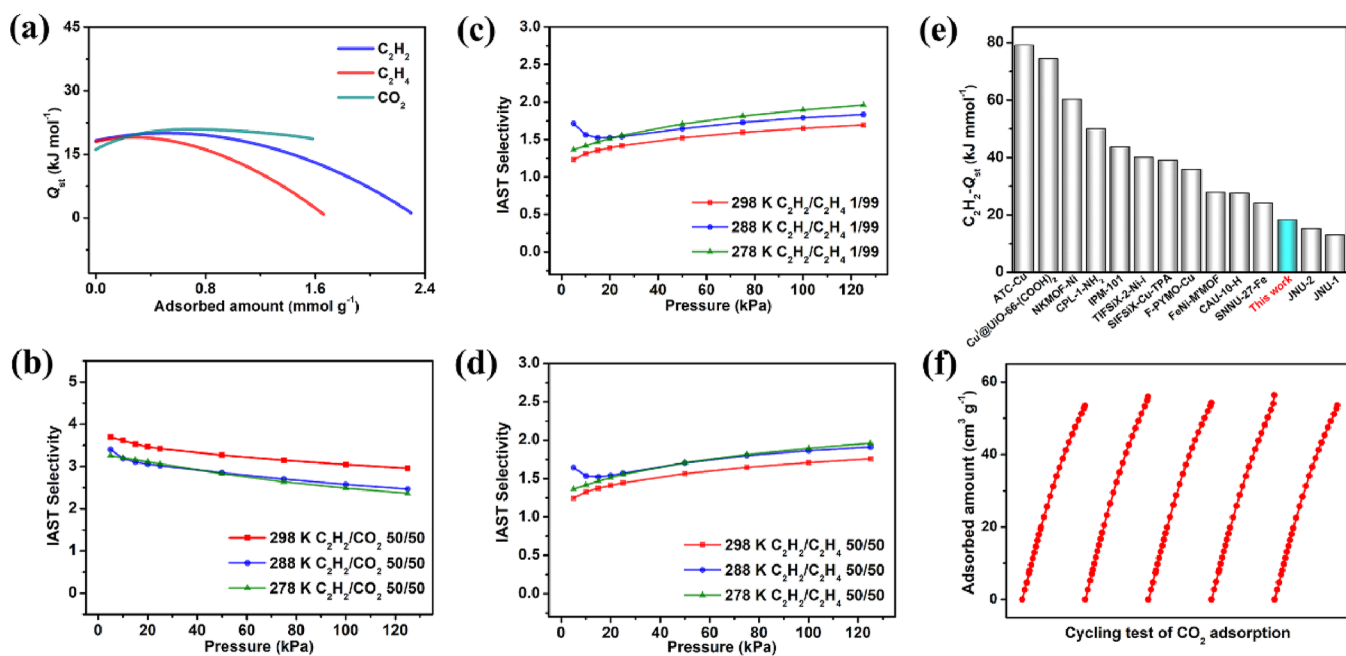 (a)
45
30
15
0
Qst (kJ mol⁻¹)
C₂H₂
C₂H₄
CO₂
0.0 0.8 1.6 2.4
Adsorbed amount (mmol g⁻¹)
(b)
5
4
3
2
1
0
IAST Selectivity
298 K C₂H₂/CO₂ 50/50
288 K C₂H₂/CO₂ 50/50
278 K C₂H₂/CO₂ 50/50
0 20 40 60 80 100 120
Pressure (kPa)
(c)
3.0
2.5
2.0
1.5
1.0
0.5
0.0
IAST Selectivity
298 K C₂H₂/C₂H₄ 1/99
288 K C₂H₂/C₂H₄ 1/99
278 K C₂H₂/C₂H₄ 1/99
0 20 40 60 80 100 120
Pressure (kPa)
(d)
3.0
2.5
2.0
1.5
1.0
0.5
0.0
IAST Selectivity
298 K C₂H₂/C₂H₄ 50/50
288 K C₂H₂/C₂H₄ 50/50
278 K C₂H₂/C₂H₄ 50/50
0 20 40 60 80 100 120
Pressure (kPa)
(e)
80
60
40
20
0
C₂H₂-Qst (kJ mmol⁻¹)
ATC-Cu
Cuᴵ@UiO-66-(COOH)₂
NKMOF-Ni
CPL-1-NH₂
IPM-101
TIFSIX-2-Ni-i
SIFSIX-Cu-TPA
F-PYMO-Cu
FeNi-M'MOF
CAU-10-H
SNNU-27-Fe
This work
JNU-2
JNU-1
(f)
60
40
20
0
Adsorbed amount (cm³ g⁻¹)
Cycling test of CO₂ adsorption